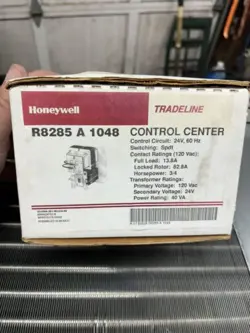 Honeywell
TRADELINE
R8285 A 1048 CONTROL CENTER
Control Circuit: 24V, 60 Hz
Switching: Spdt
Contact Ratings (120 Vac):
Full Load: 13.8A
Locked Rotor: 82.8A
Horsepower: 3/4
Transformer Ratings:
Primary Voltage: 120 Vac
Secondary Voltage: 24V
Power Rating: 40 VA